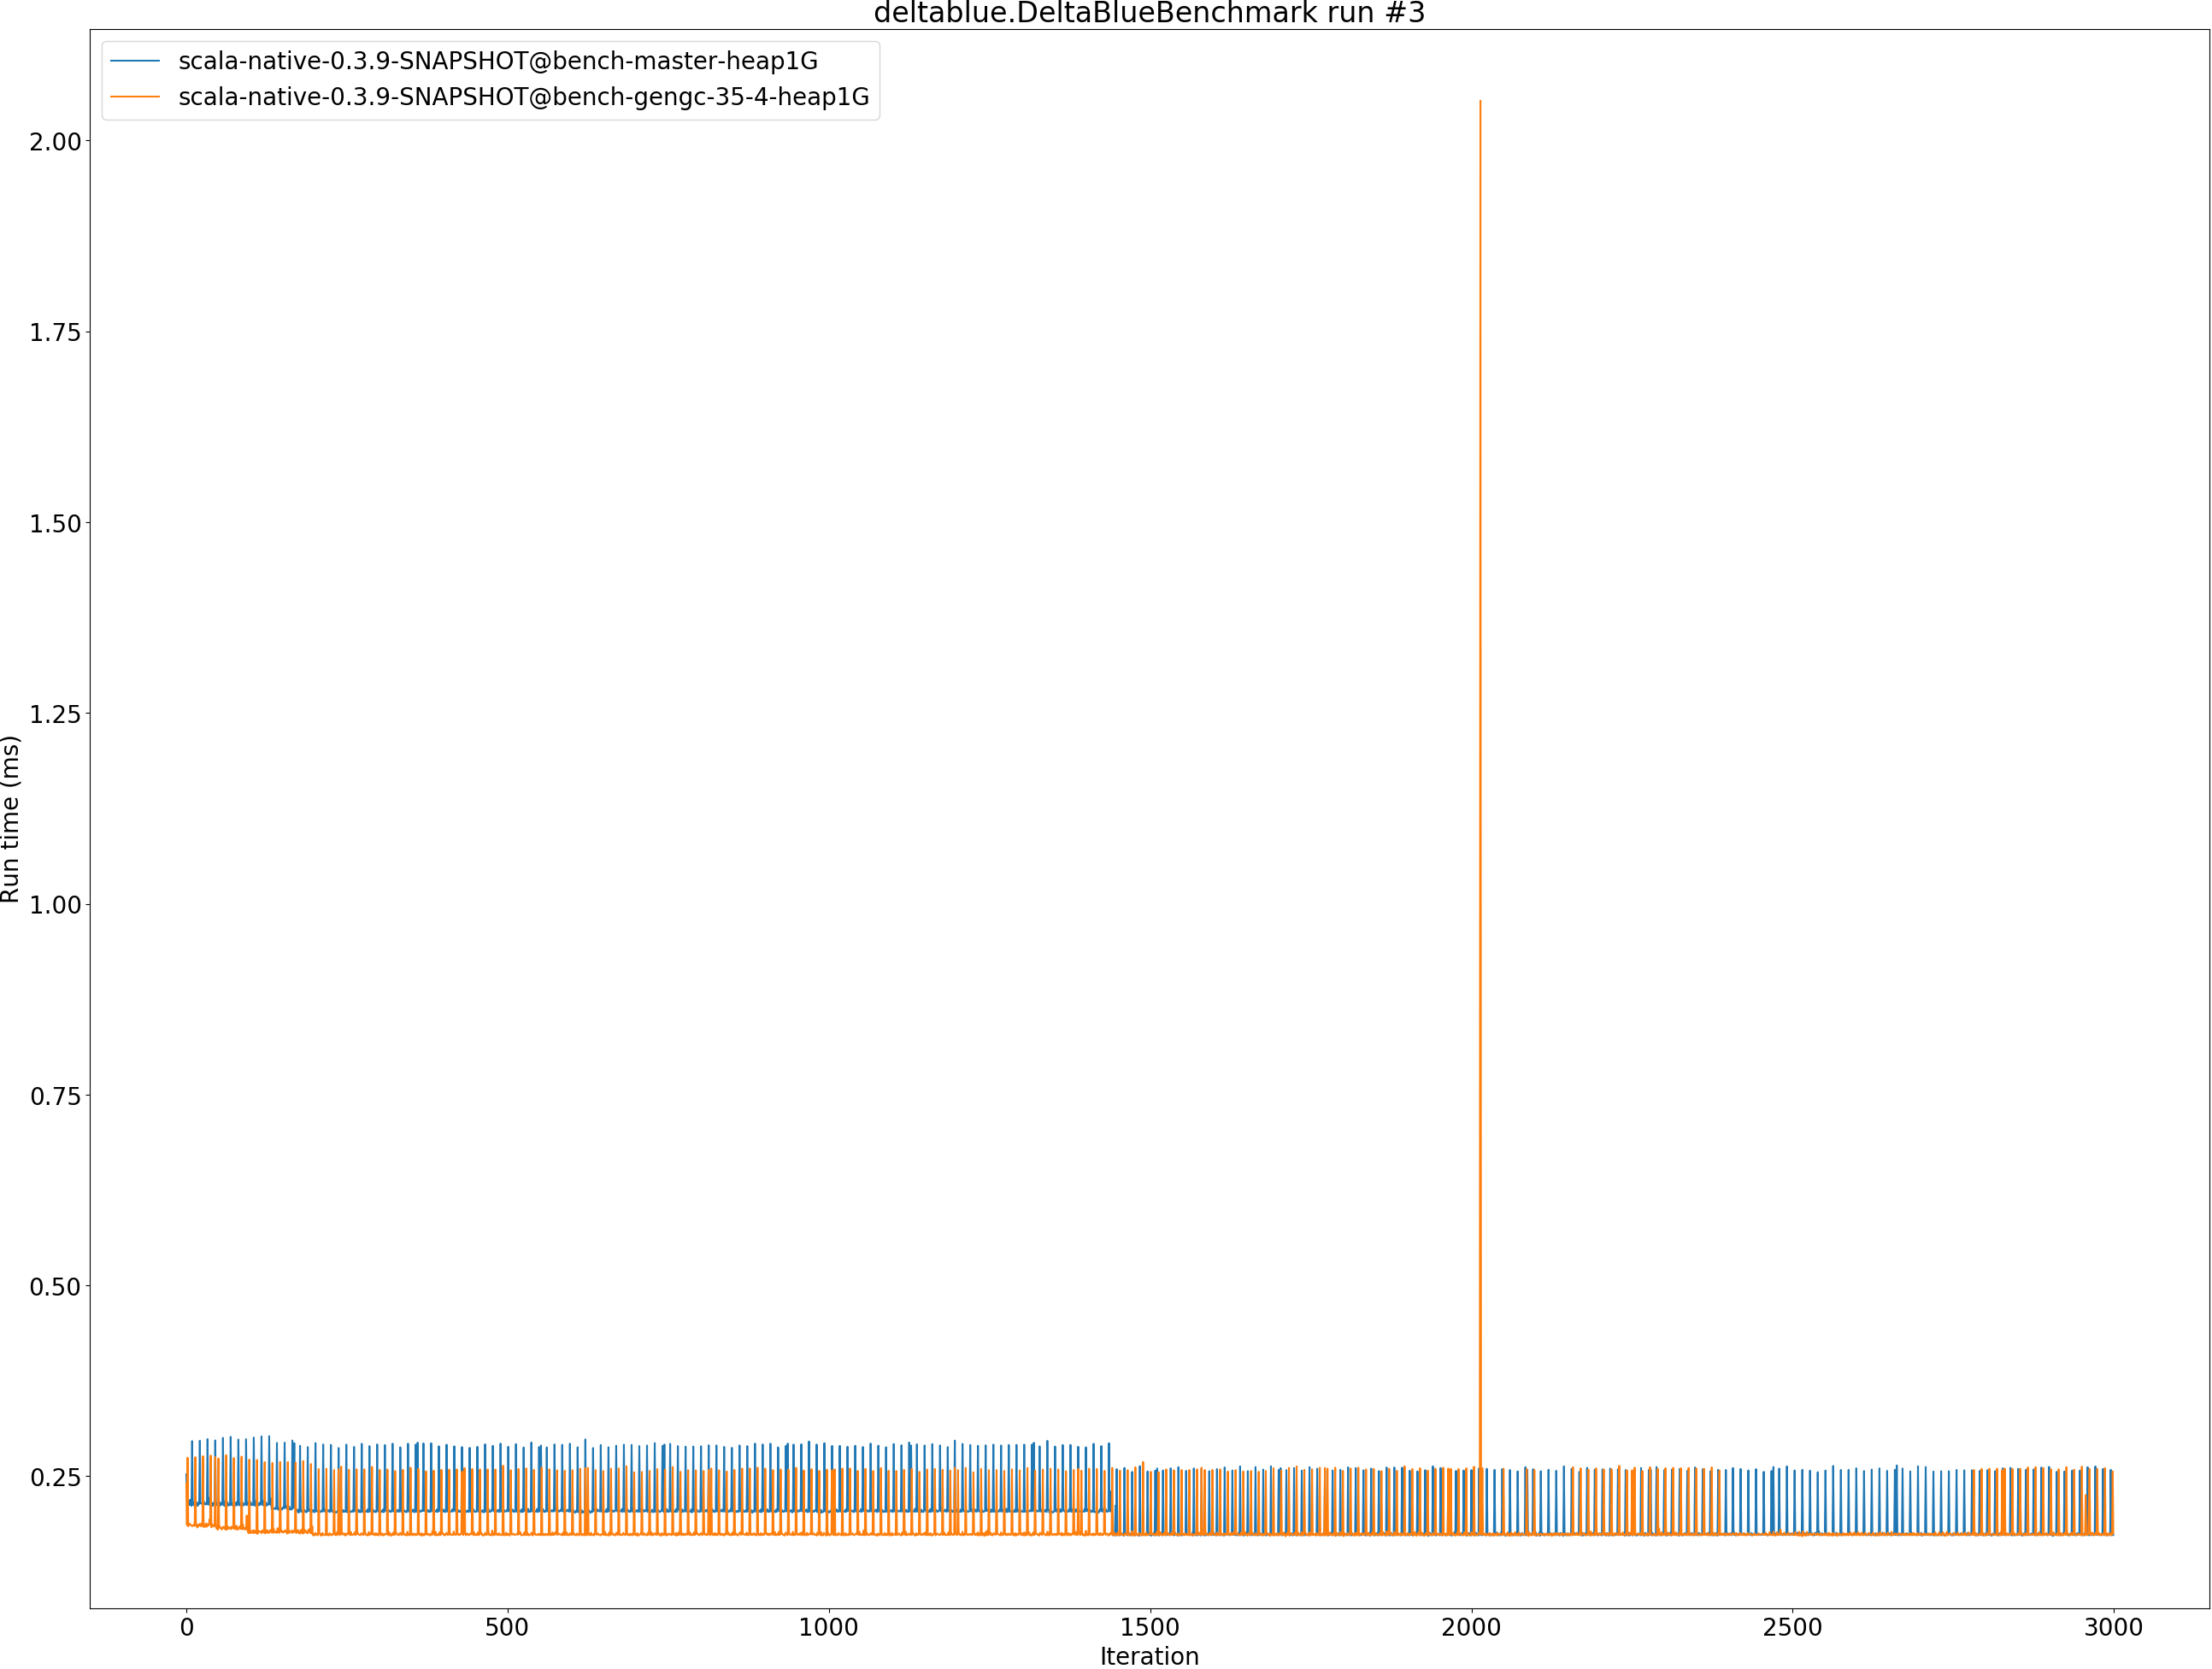 deltablue.DeltaBlueBenchmark run #3
scala-native-0.3.9-SNAPSHOT@bench-master-heap1G
scala-native-0.3.9-SNAPSHOT@bench-gengc-35-4-heap1G
2.00
1.75
1.50
1.25
1.00
0.75
0.50
0.25
Run time (ms)
0 500 1000 1500 2000 2500 3000
Iteration